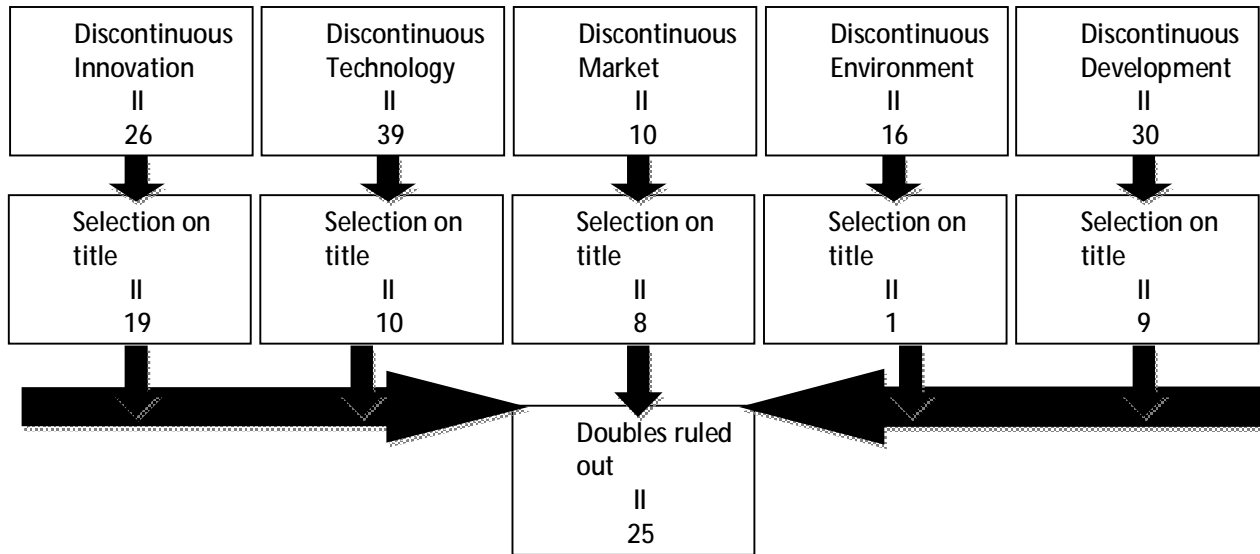 Discontinuous
Innovation
II
26
Discontinuous
Technology
II
39
Discontinuous
Market
II
10
Discontinuous
Environment
II
16
Discontinuous
Development
II
30
Selection on
title
II
19
Selection on
title
II
10
Selection on
title
II
8
Selection on
title
II
1
Selection on
title
II
9
Doubles ruled
out
II
25